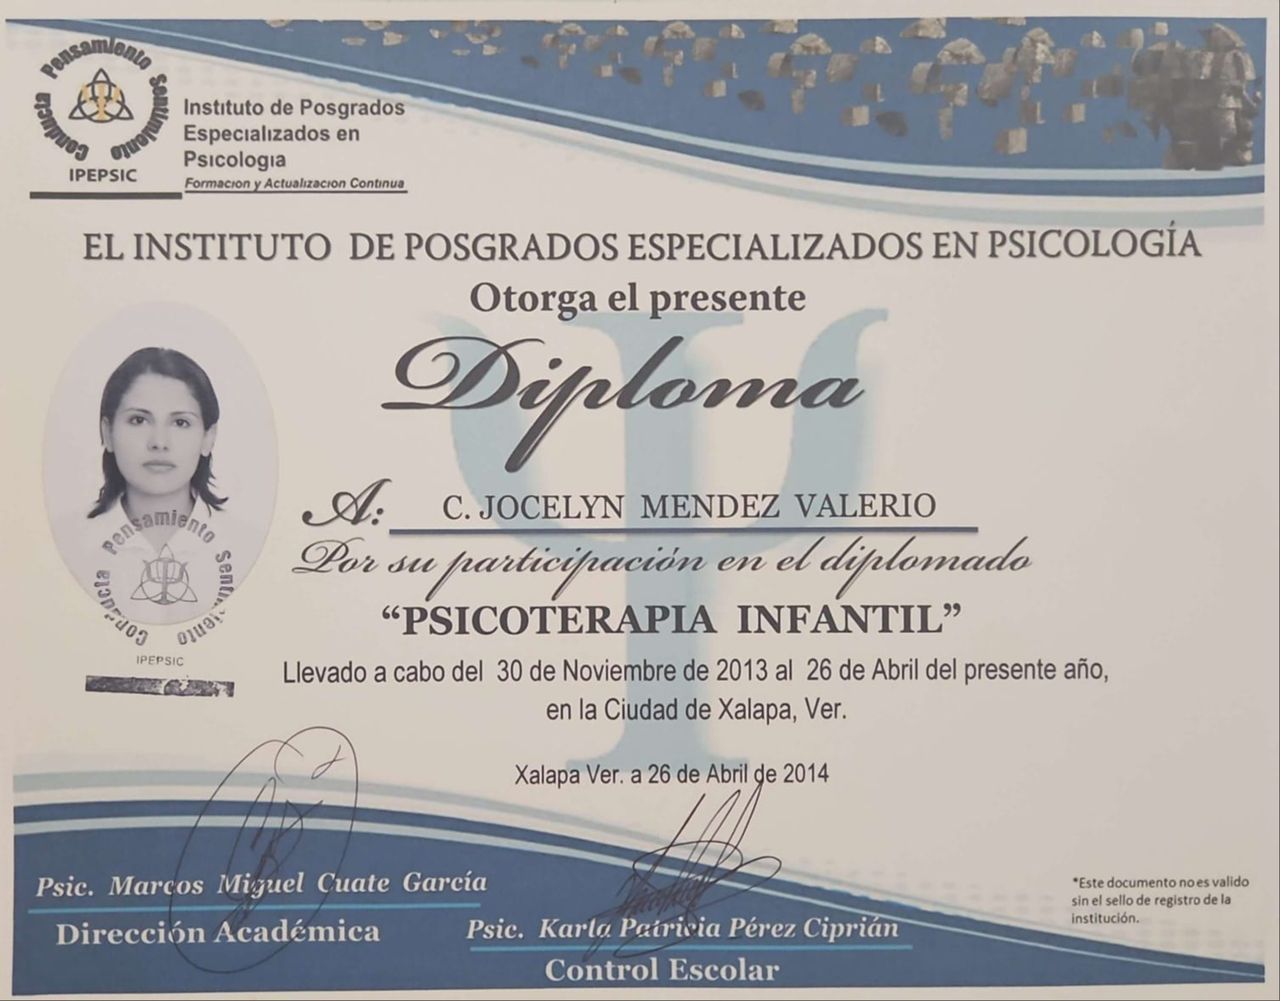 Pensamiento Sentimiento Conducta
IPEPSIC
Instituto de Posgrados
Especializados en
Psicología
Formacion y Actualizacion Continua
EL INSTITUTO DE POSGRADOS ESPECIALIZADOS EN PSICOLOGÍA
Otorga el presente
Diploma
A: C. JOCELYN MENDEZ VALERIO
Por su participación en el diplomado
“PSICOTERAPIA INFANTIL”
Llevado a cabo del 30 de Noviembre de 2013 al 26 de Abril del presente año,
en la Ciudad de Xalapa, Ver.
Xalapa Ver. a 26 de Abril de 2014
Pensamiento Sentimiento Conducta
IPEPSIC
Psic. Marcos Miguel Cuate García
Dirección Académica
Psic. Karla Patricia Pérez Ciprián
Control Escolar
*Este documento no es valido
sin el sello de registro de la
institución.